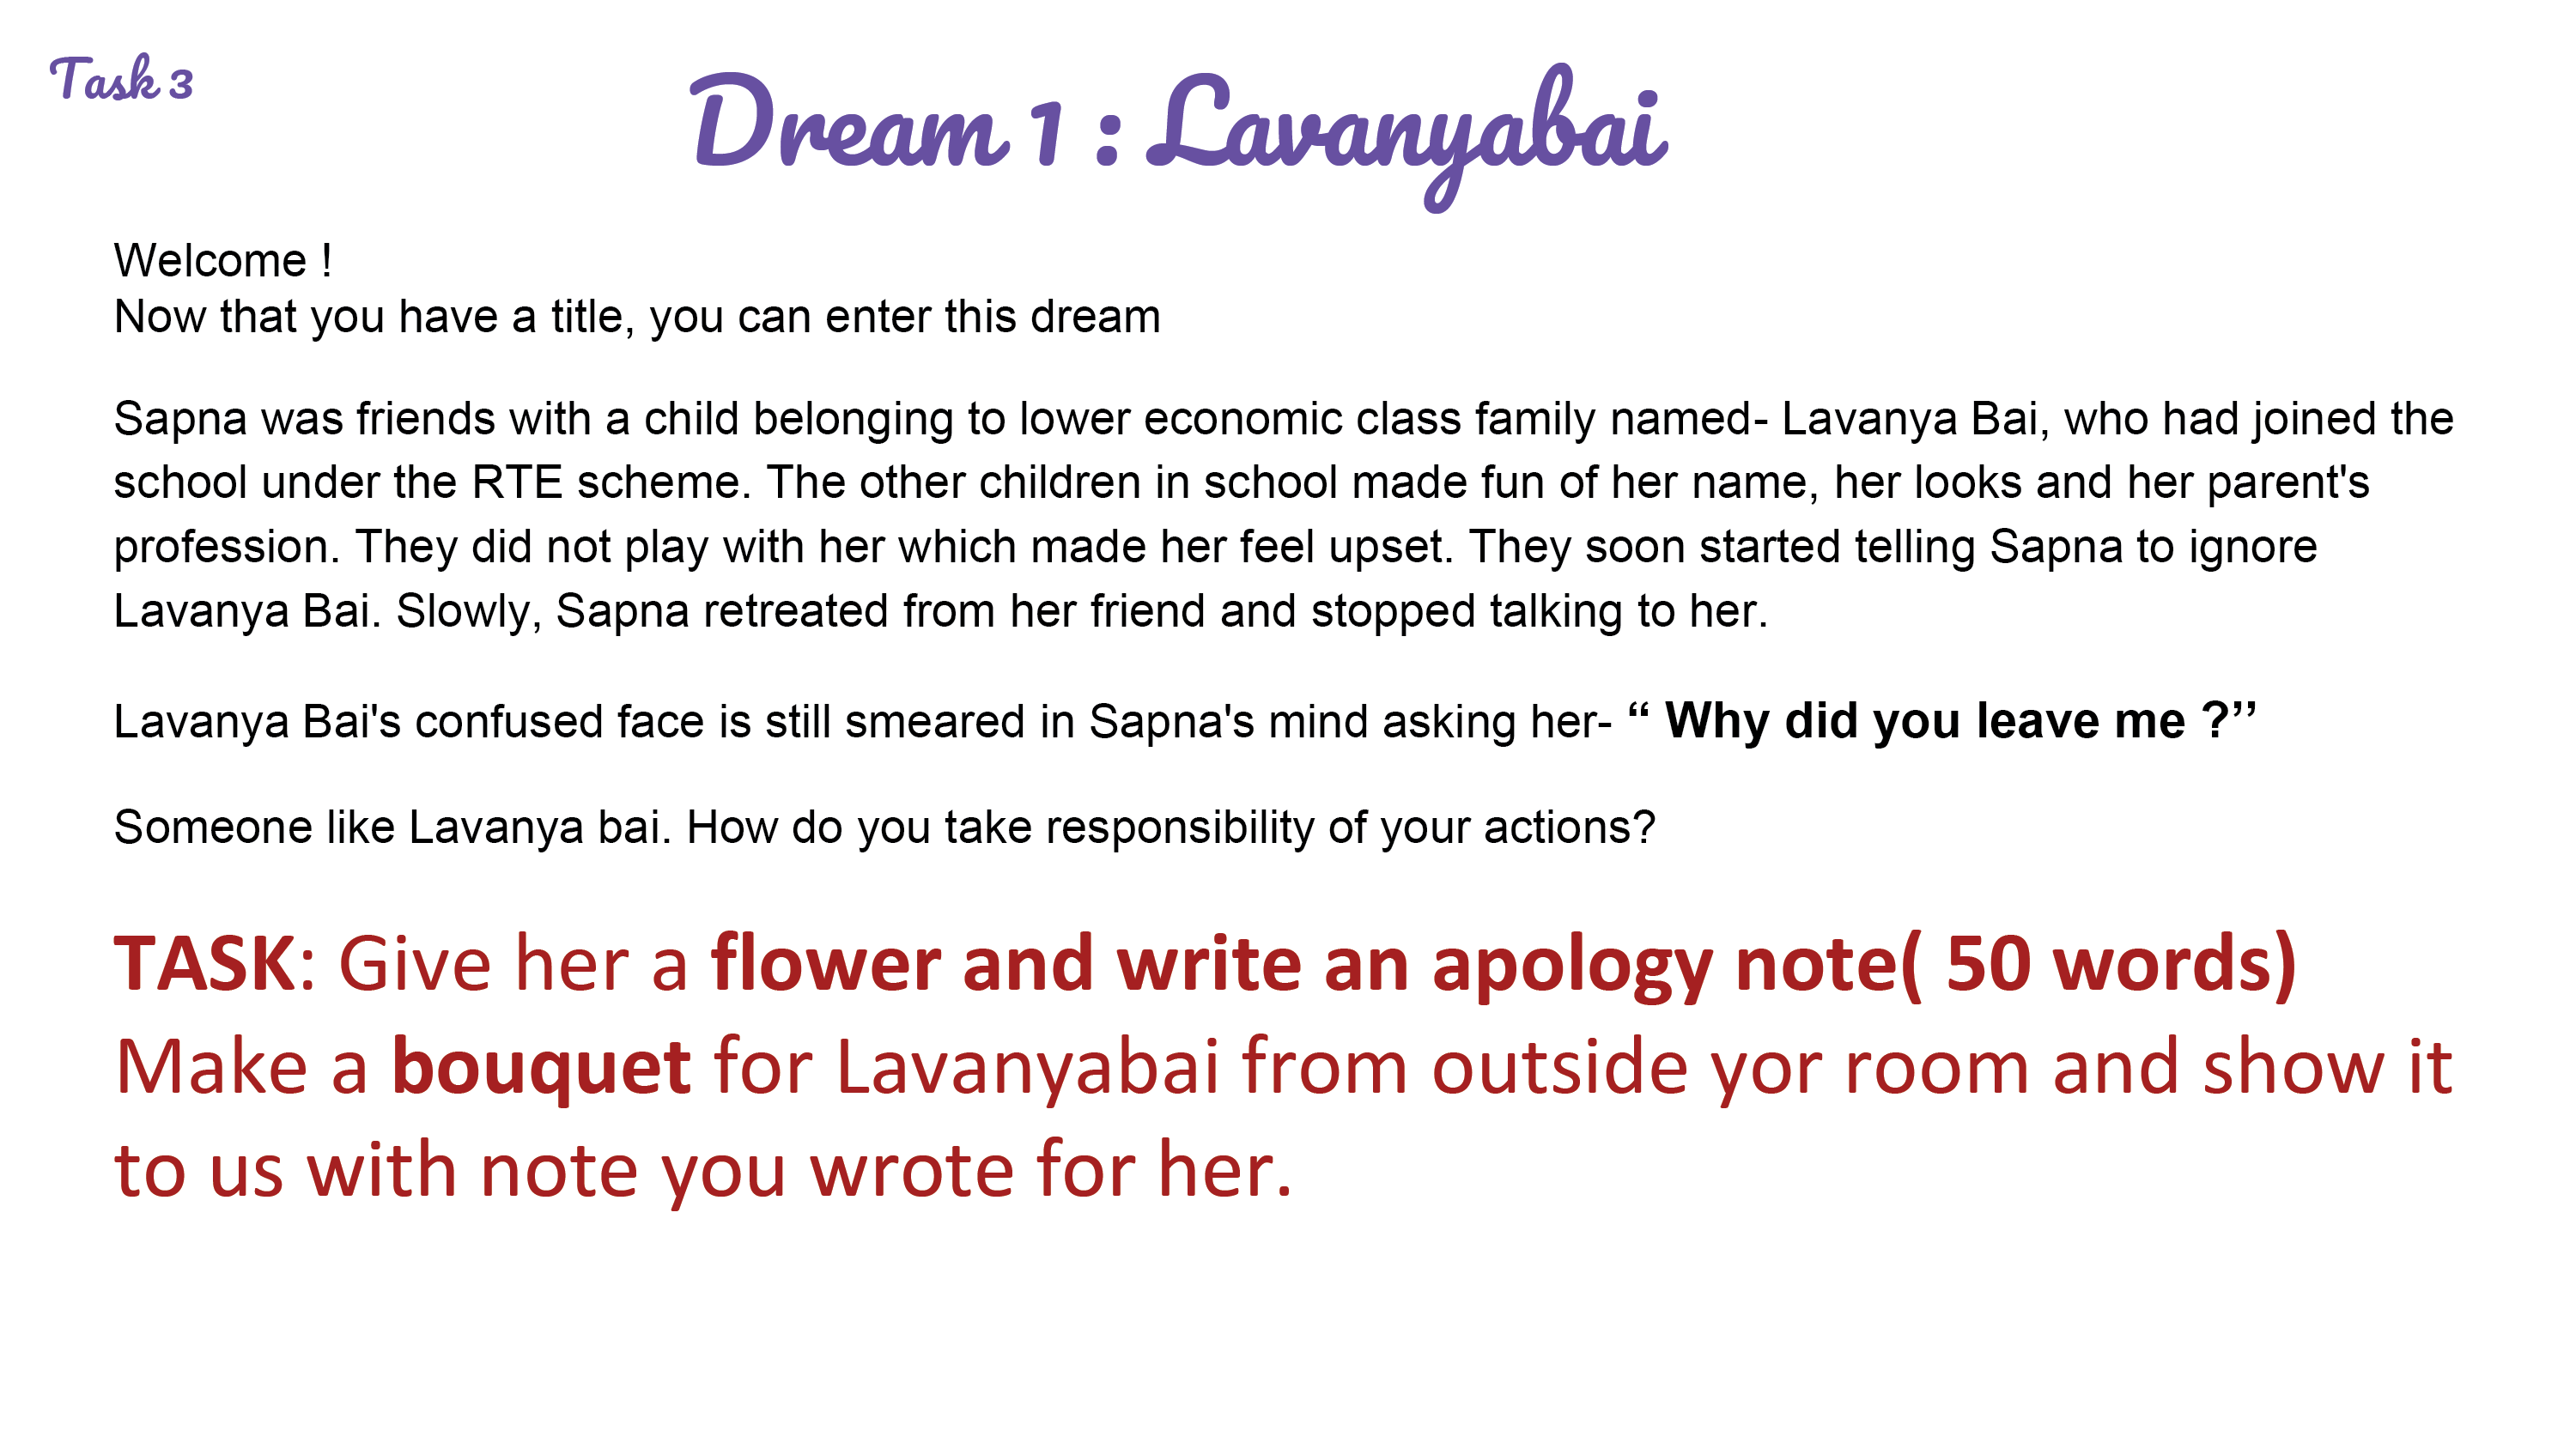 Task 3
Dream 1 : Lavanyabai
Welcome !
Now that you have a title, you can enter this dream
Sapna was friends with a child belonging to lower economic class family named- Lavanya Bai, who had joined the
school under the RTE scheme. The other children in school made fun of her name, her looks and her parent's
profession. They did not play with her which made her feel upset. They soon started telling Sapna to ignore
Lavanya Bai. Slowly, Sapna retreated from her friend and stopped talking to her.
Lavanya Bai's confused face is still smeared in Sapna's mind asking her- “ Why did you leave me ?’’
Someone like Lavanya bai. How do you take responsibility of your actions?
TASK: Give her a flower and write an apology note( 50 words)
Make a bouquet for Lavanyabai from outside yor room and show it
to us with note you wrote for her.